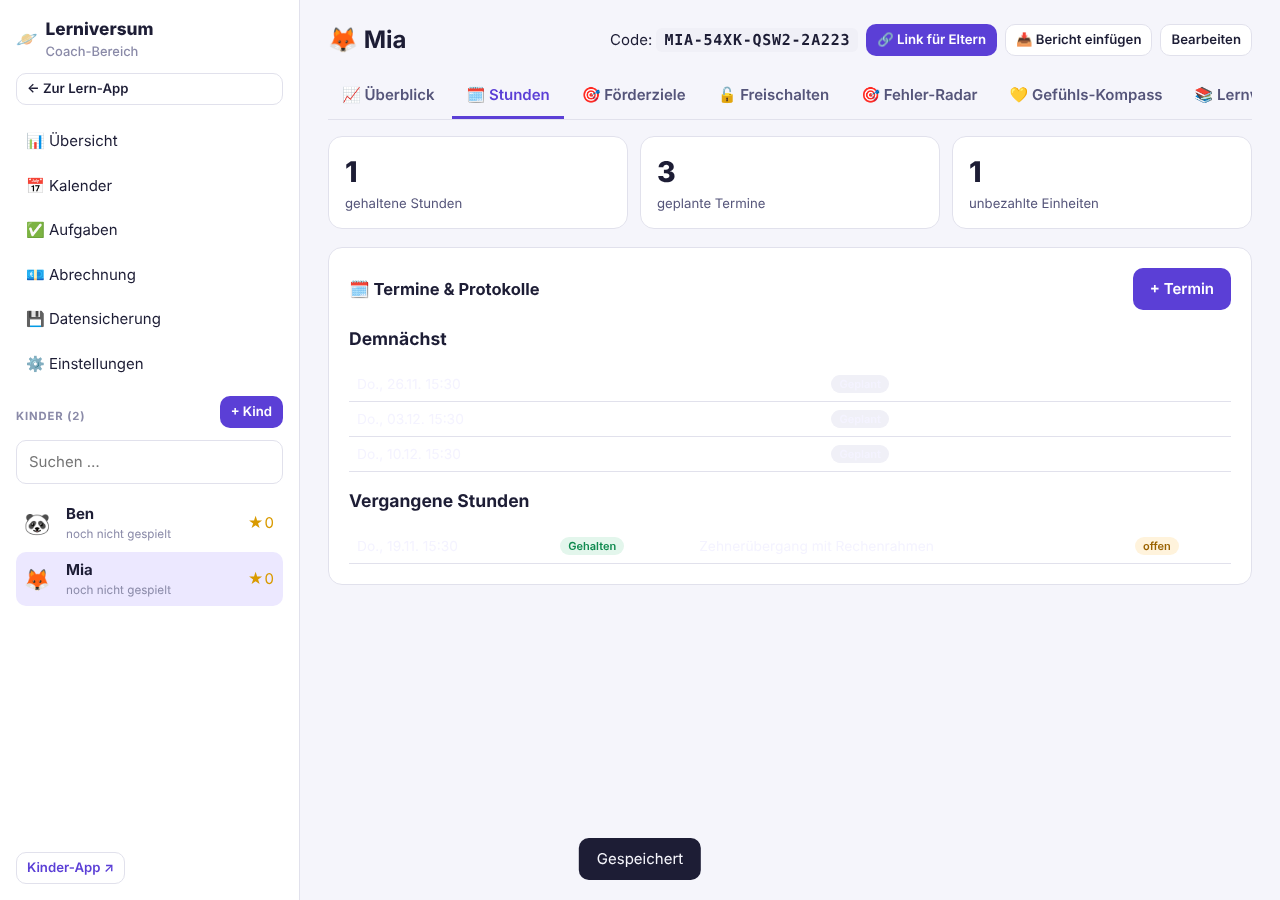 Lerniversum
Coach-Bereich
← Zur Lern-App
Übersicht
Kalender
Aufgaben
Abrechnung
Datensicherung
Einstellungen
KINDER (2)
+ Kind
Suchen ...
Ben
noch nicht gespielt
★ 0
Mia
noch nicht gespielt
★ 0
Kinder-App ↗
Mia
Code: MIA-54XK-QSW2-2A223
Link für Eltern
Bericht einfügen
Bearbeiten
Überblick
Stunden
Förderziele
Freischalten
Fehler-Radar
Gefühls-Kompass
1
gehaltene Stunden
3
geplante Termine
1
unbezahlte Einheiten
Termine & Protokolle
+ Termin
Demnächst
Do., 26.11. 15:30
Do., 03.12. 15:30
Do., 10.12. 15:30
Vergangene Stunden
Do., 19.11. 15:30 Gehalten Zehnerübergang mit Rechenrahmen offen
Gespeichert